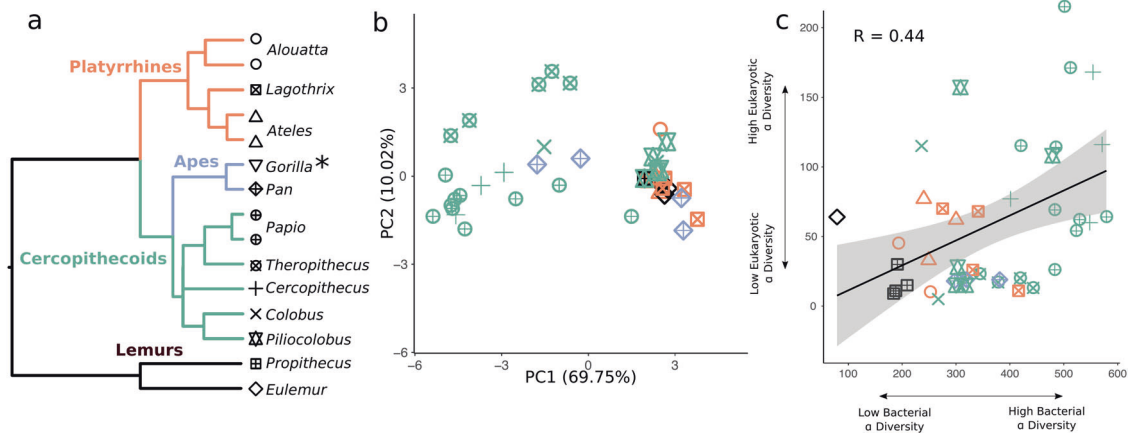 a
Platyrrhines
Alouatta
Lagothrix
Ateles
Apes
Gorilla*
Pan
Papio
Cercopithecoids
Theropithecus
Cercopithecus
Colobus
Piliocolobus
Lemurs
Propithecus
Eulemur
b
PC2 (10.02%)
3
0
−3
−6
−6
−3
0
3
PC1 (69.75%)
c
R = 0.44
High Eukaryotic
α Diversity
Low Eukaryotic
α Diversity
200
150
100
50
0
100
200
300
400
500
600
Low Bacterial
α Diversity
High Bacterial
α Diversity